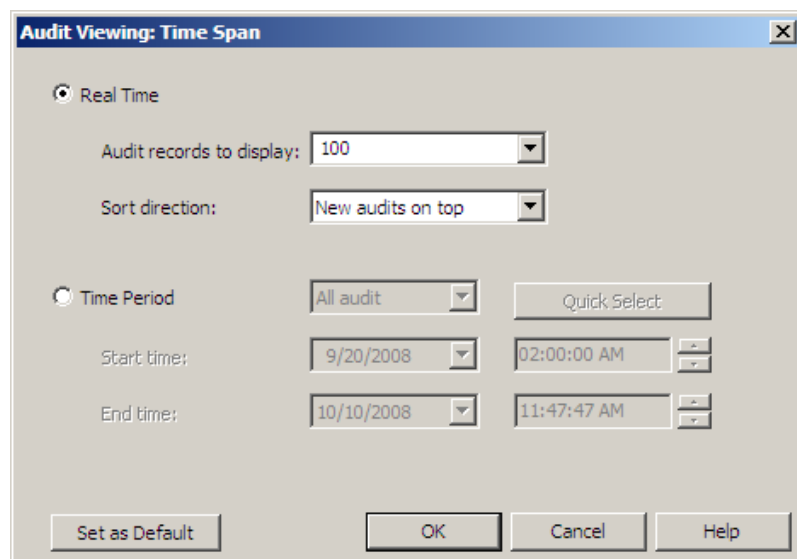 Audit Viewing: Time Span
Real Time
Audit records to display: 100
Sort direction: New audits on top
Time Period All audit Quick Select
Start time: 9/20/2008 02:00:00 AM
End time: 10/10/2008 11:47:47 AM
Set as Default OK Cancel Help